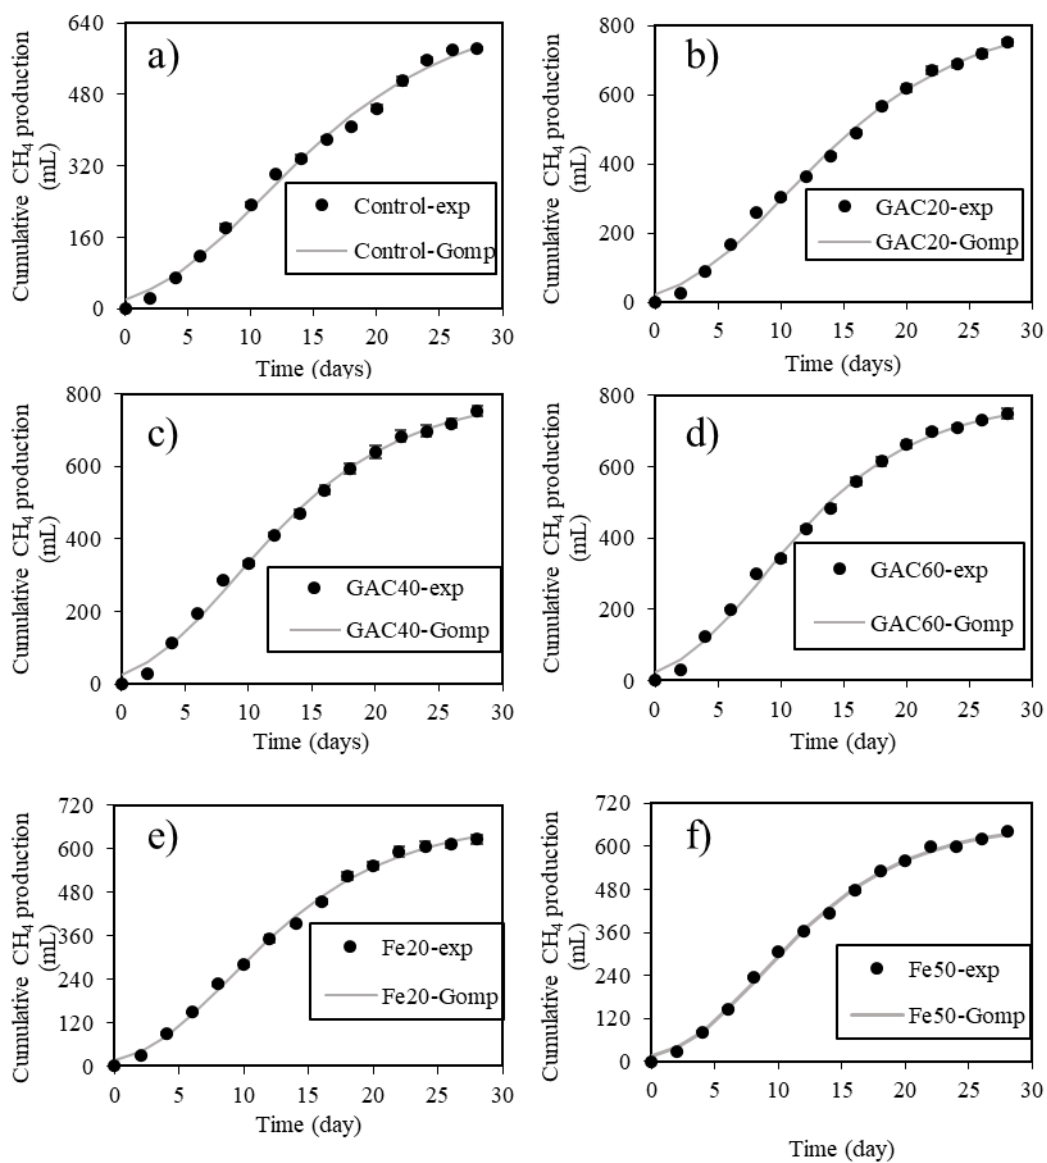 a)
Cumulative CH4 production
(mL)
640
480
320
160
0
0 5 10 15 20 25 30
Time (days)
Control-exp
Control-Gomp
b)
Cumulative CH4 production
(mL)
800
600
400
200
0
0 5 10 15 20 25 30
Time (days)
GAC20-exp
GAC20-Gomp
c)
Cumulative CH4 production
(mL)
800
600
400
200
0
0 5 10 15 20 25 30
Time (days)
GAC40-exp
GAC40-Gomp
d)
Cumulative CH4 production
(mL)
800
600
400
200
0
0 5 10 15 20 25 30
Time (day)
GAC60-exp
GAC60-Gomp
e)
Cumulative CH4 production
(mL)
720
600
480
360
240
120
0
0 5 10 15 20 25 30
Time (day)
Fe20-exp
Fe20-Gomp
f)
Cumulative CH4 production
(mL)
720
600
480
360
240
120
0
0 5 10 15 20 25 30
Time (day)
Fe50-exp
Fe50-Gomp